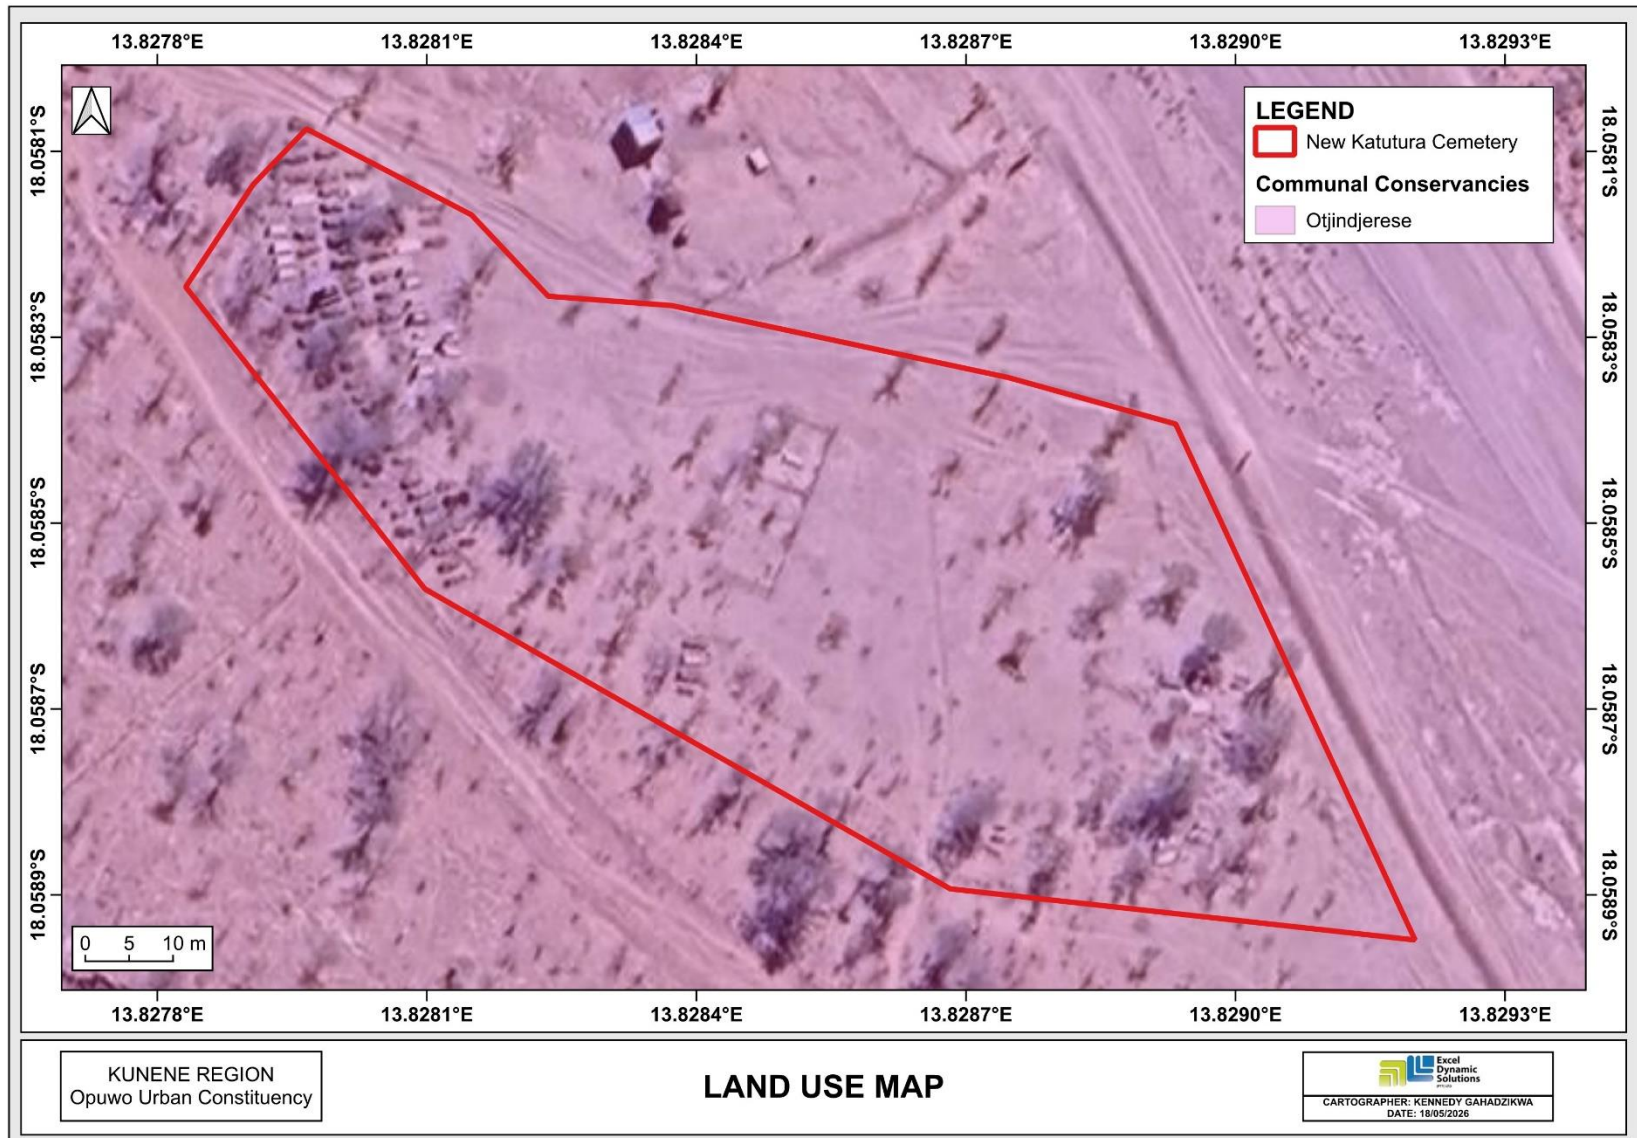 13.8278°E 13.8281°E 13.8284°E 13.8287°E 13.8290°E 13.8293°E
18.0581°S
18.0583°S
18.0585°S
18.0587°S
18.0589°S
LEGEND
New Katutura Cemetery
Communal Conservancies
Otjindjerese
18.0581°S
18.0583°S
18.0585°S
18.0587°S
18.0589°S
0 5 10 m
13.8278°E 13.8281°E 13.8284°E 13.8287°E 13.8290°E 13.8293°E
KUNENE REGION
Opuwo Urban Constituency
LAND USE MAP
Excel
Dynamic
Solutions
CARTOGRAPHER: KENNEDY GAHADZIKWA
DATE: 18/05/2026